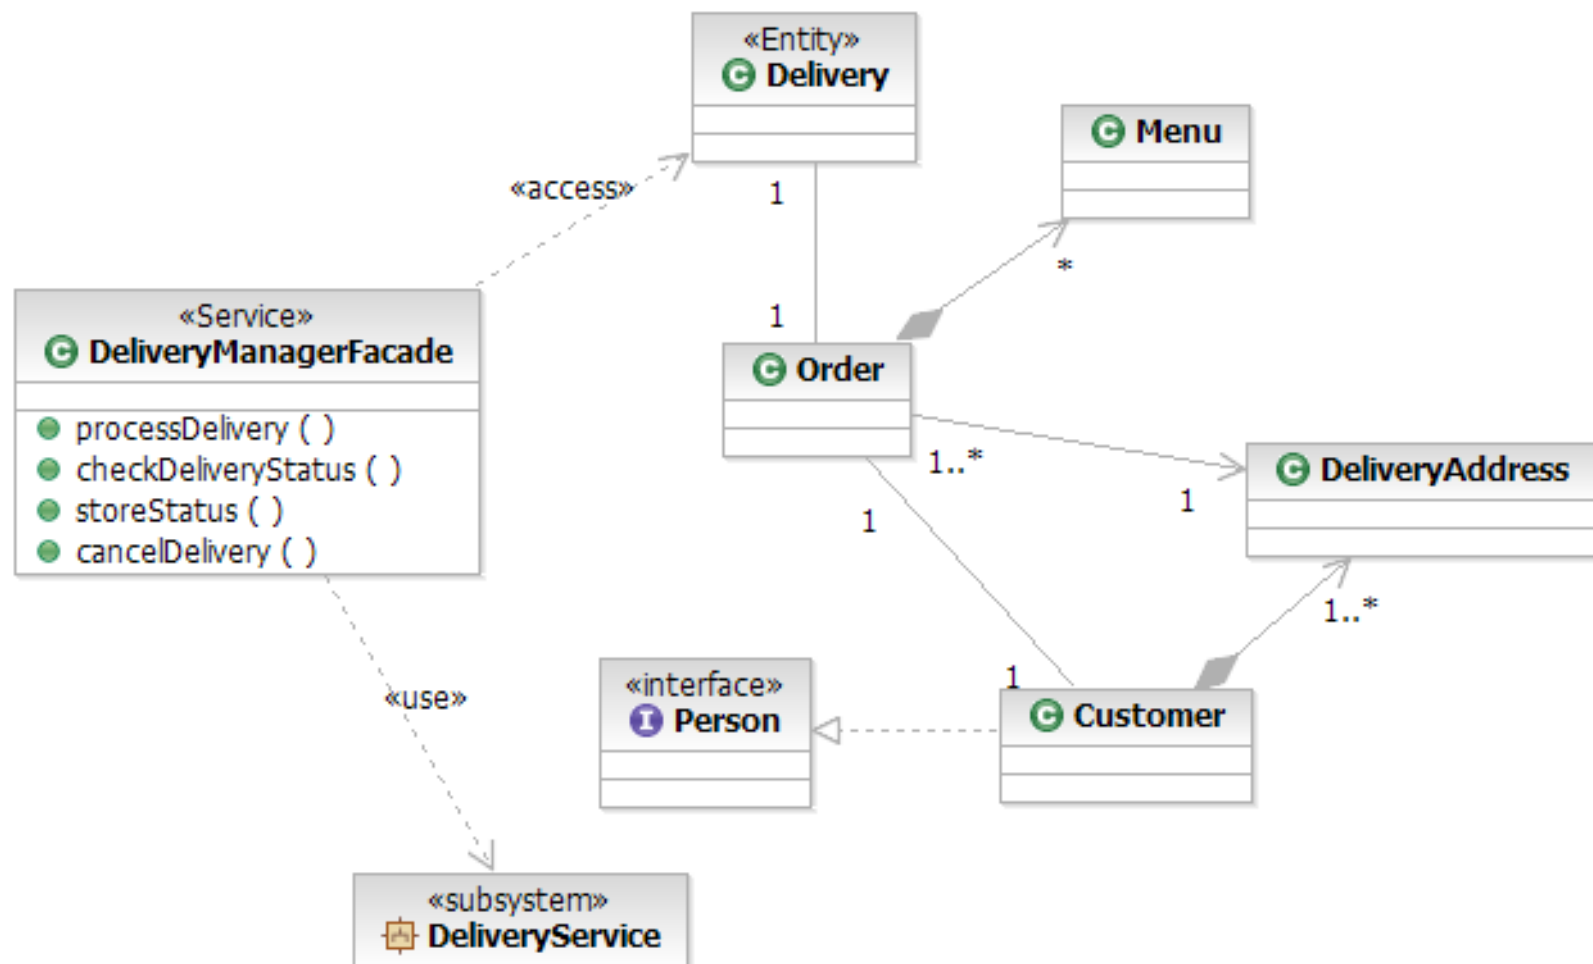 «Entity»
Delivery
Menu
«access»
1
*
1
«Service»
DeliveryManagerFacade
processDelivery ( )
checkDeliveryStatus ( )
storeStatus ( )
cancelDelivery ( )
Order
1..*
1
DeliveryAddress
1
1..*
1
«interface»
Person
Customer
«use»
«subsystem»
DeliveryService